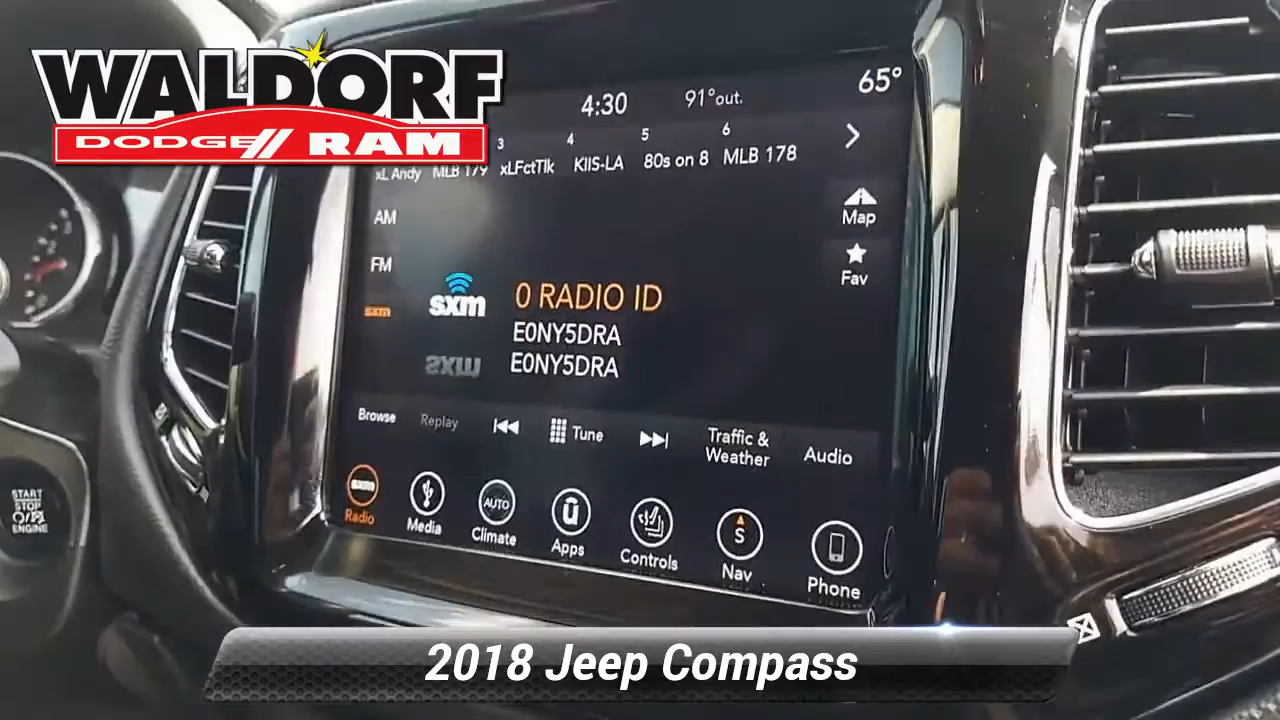 WALDORF
DODGE RAM
4:30 91° out. 65°
3 4 5 6
xL Andy MLB 179 xLFctTlk KIIS-LA 80s on 8 MLB 178
AM
FM
sxm
Map
Fav
sxm
0 RADIO ID
E0NY5DRA
E0NY5DRA
Browse Replay Tune Traffic & Weather Audio
sxm
AUTO
S
Radio Media Climate Apps Controls Nav Phone
START
STOP
ENGINE
2018 Jeep Compass